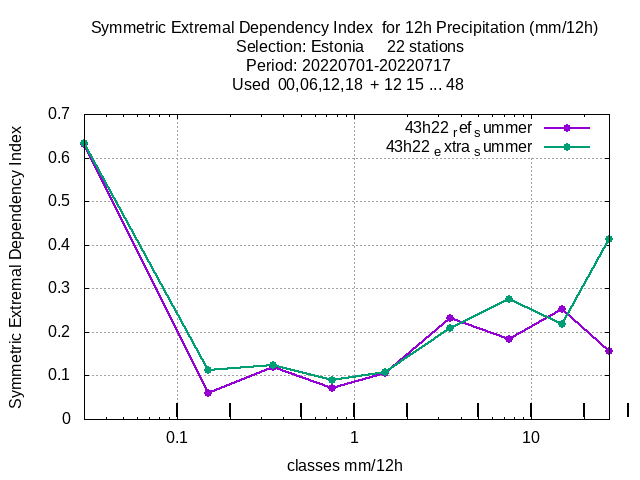 Symmetric Extremal Dependency Index for 12h Precipitation (mm/12h)
Selection: Estonia 22 stations
Period: 20220701-20220717
Used 00,06,12,18 + 12 15 ... 48
43h22 ref summer
43h22 extra summer
Symmetric Extremal Dependency Index
0.7
0.6
0.5
0.4
0.3
0.2
0.1
0
0.1 1 10
classes mm/12h